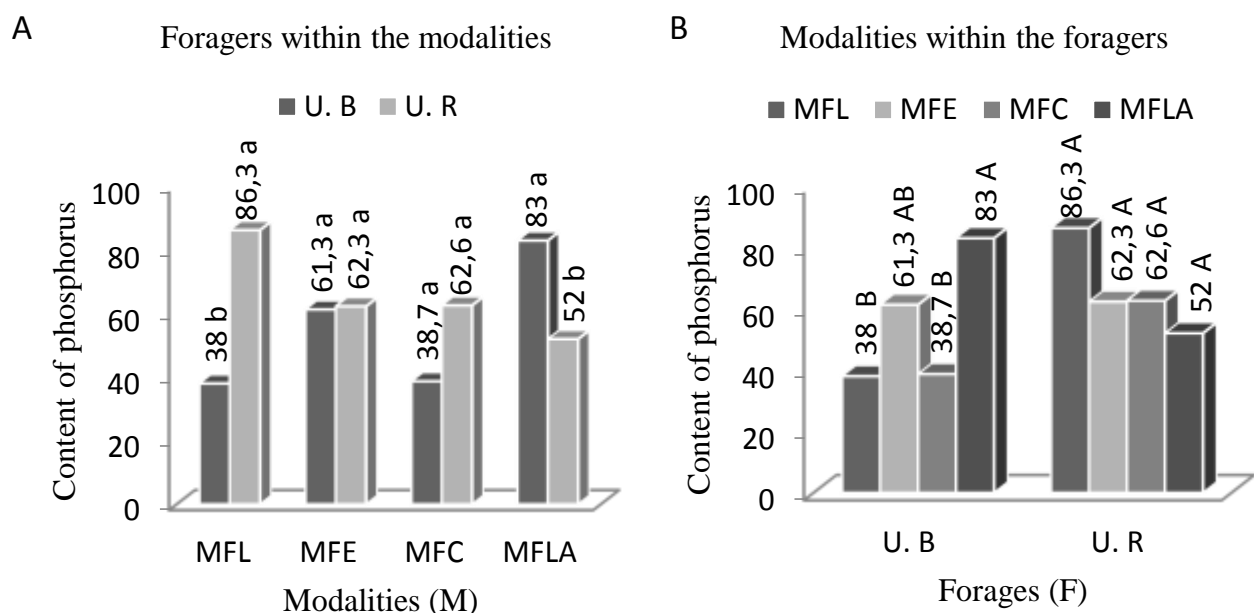 A
Foragers within the modalities
U. B U. R
Content of phosphorus
100
80
60
40
20
0
38 b
86,3 a
61,3 a
62,3 a
38,7 a
62,6 a
83 a
52 b
MFL MFE MFC MFLA
Modalities (M)
B
Modalities within the foragers
MFL MFE MFC MFLA
Content of phosphorus
100
80
60
40
20
0
38 B
61,3 AB
38,7 B
83 A
86,3 A
62,3 A
62,6 A
52 A
U. B U. R
Forages (F)